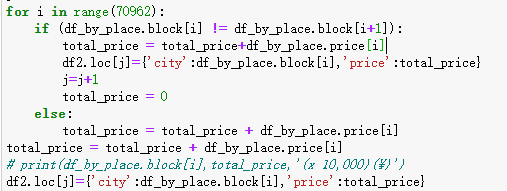 for i in range(70962):
    if (df_by_place.block[i] != df_by_place.block[i+1]):
        total_price = total_price+df_by_place.price[i]
        df2.loc[j]={'city':df_by_place.block[i],'price':total_price}
        j=j+1
        total_price = 0
    else:
        total_price = total_price + df_by_place.price[i]
total_price = total_price + df_by_place.price[i]
# print(df_by_place.block[i],total_price,'(x 10,000)(¥)')
df2.loc[j]={'city':df_by_place.block[i],'price':total_price}